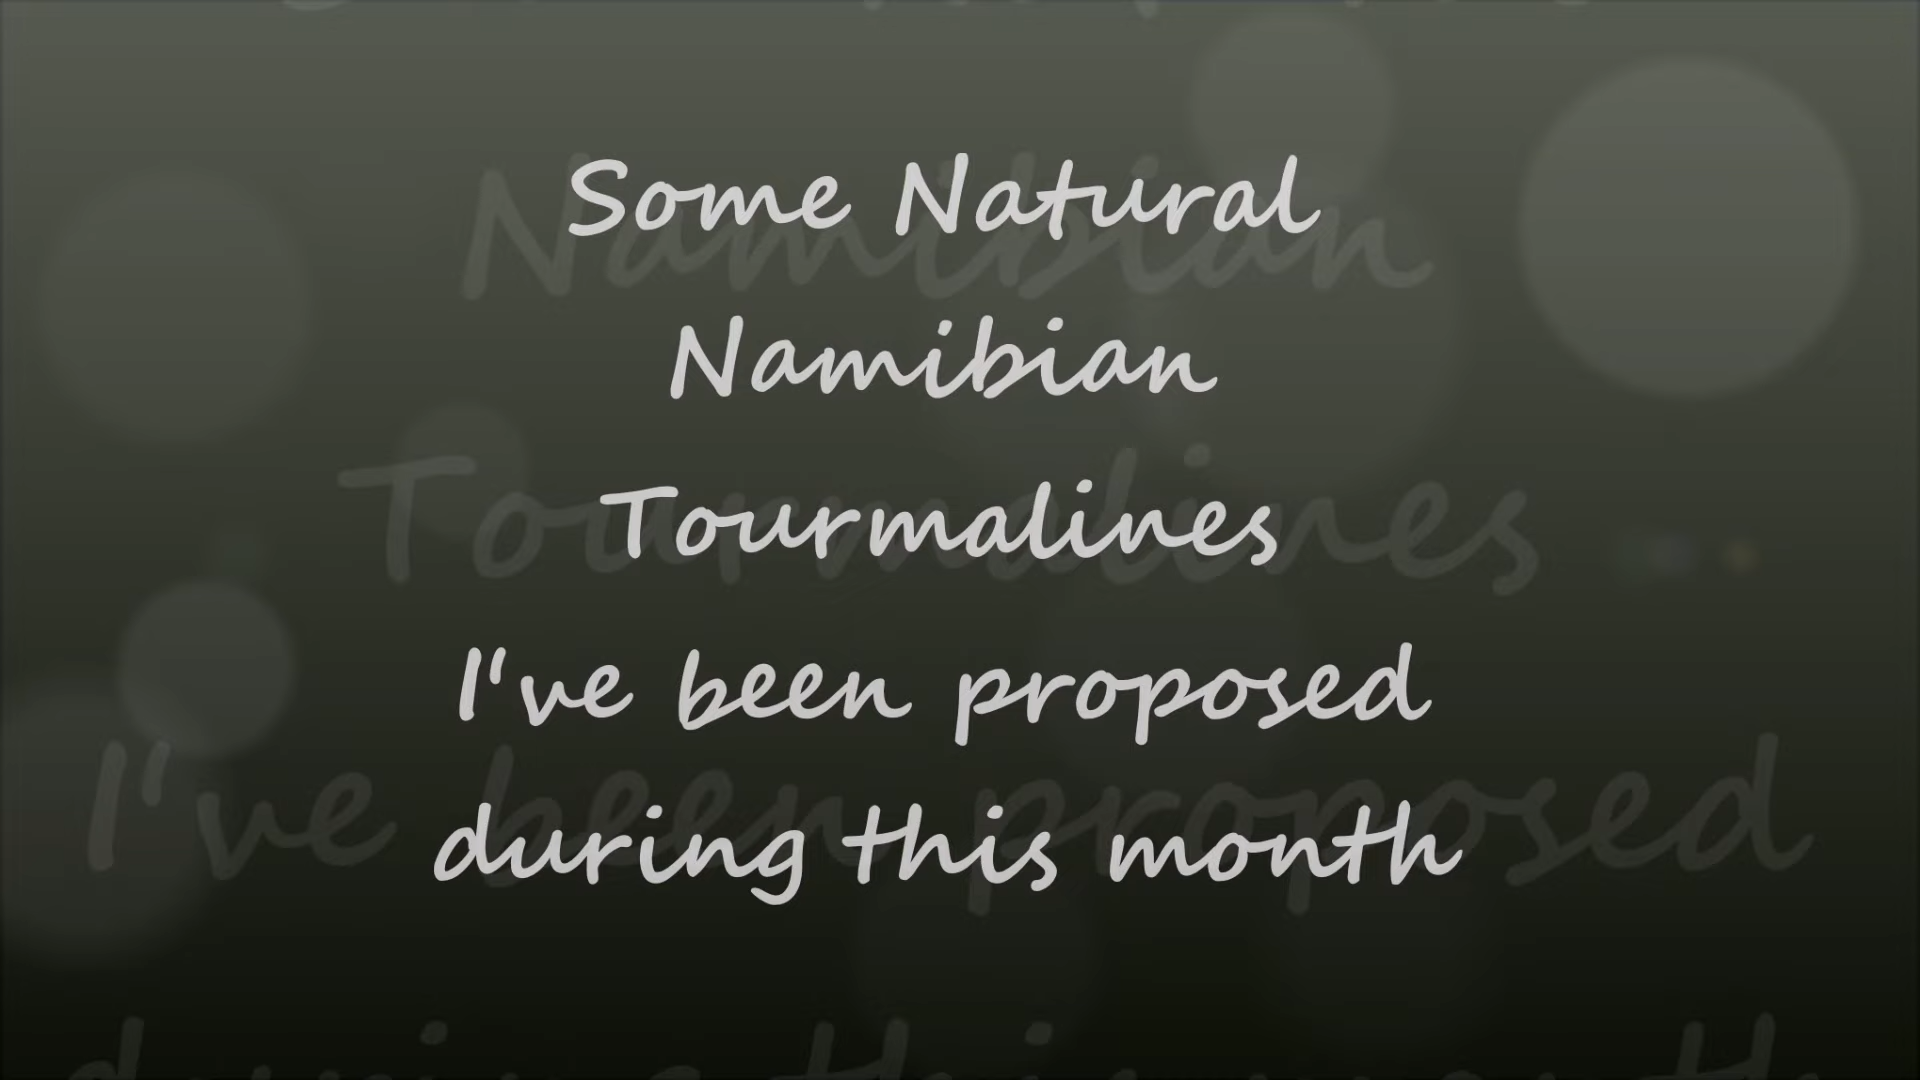 Some Natural
Namibian
Tourmalines
I've been proposed
during this month